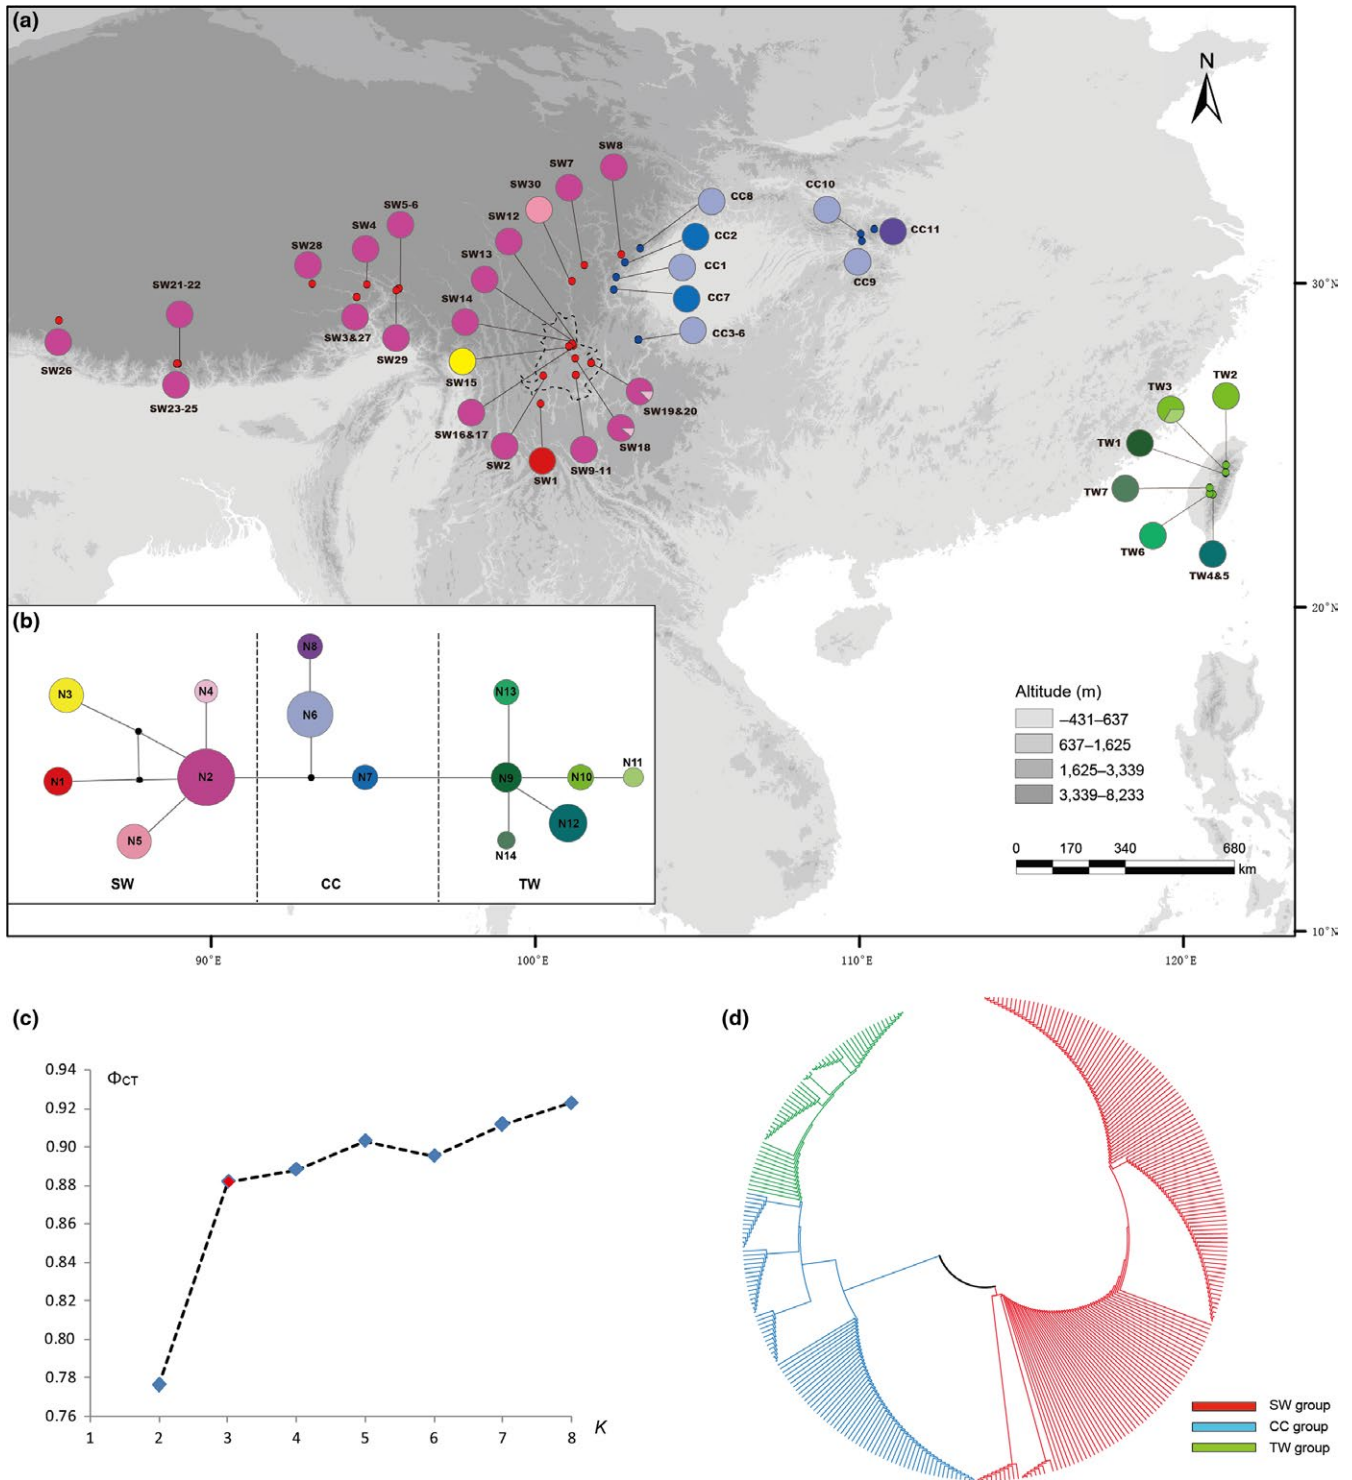 (a)
N
SW8
SW7
SW30
SW12
SW13
SW14
SW15
SW16&17
SW2
SW1
SW9-11
SW18
SW19&20
SW5-6
SW4
SW28
SW3&27
SW29
SW21-22
SW23-25
SW26
CC8
CC2
CC1
CC7
CC3-6
CC10
CC11
CC9
TW3
TW2
TW1
TW7
TW6
TW4&5
30°N
20°N
10°N
90°E
100°E
110°E
120°E
Altitude (m)
–431–637
637–1,625
1,625–3,339
3,339–8,233
0 170 340 680
km
(b)
N8
N3
N4
N6
N13
N1
N2
N7
N9
N10
N11
N5
N12
N14
SW CC TW
(c)
ΦCT
0.94
0.92
0.90
0.88
0.86
0.84
0.82
0.80
0.78
0.76
1 2 3 4 5 6 7 8
K
(d)
SW group
CC group
TW group